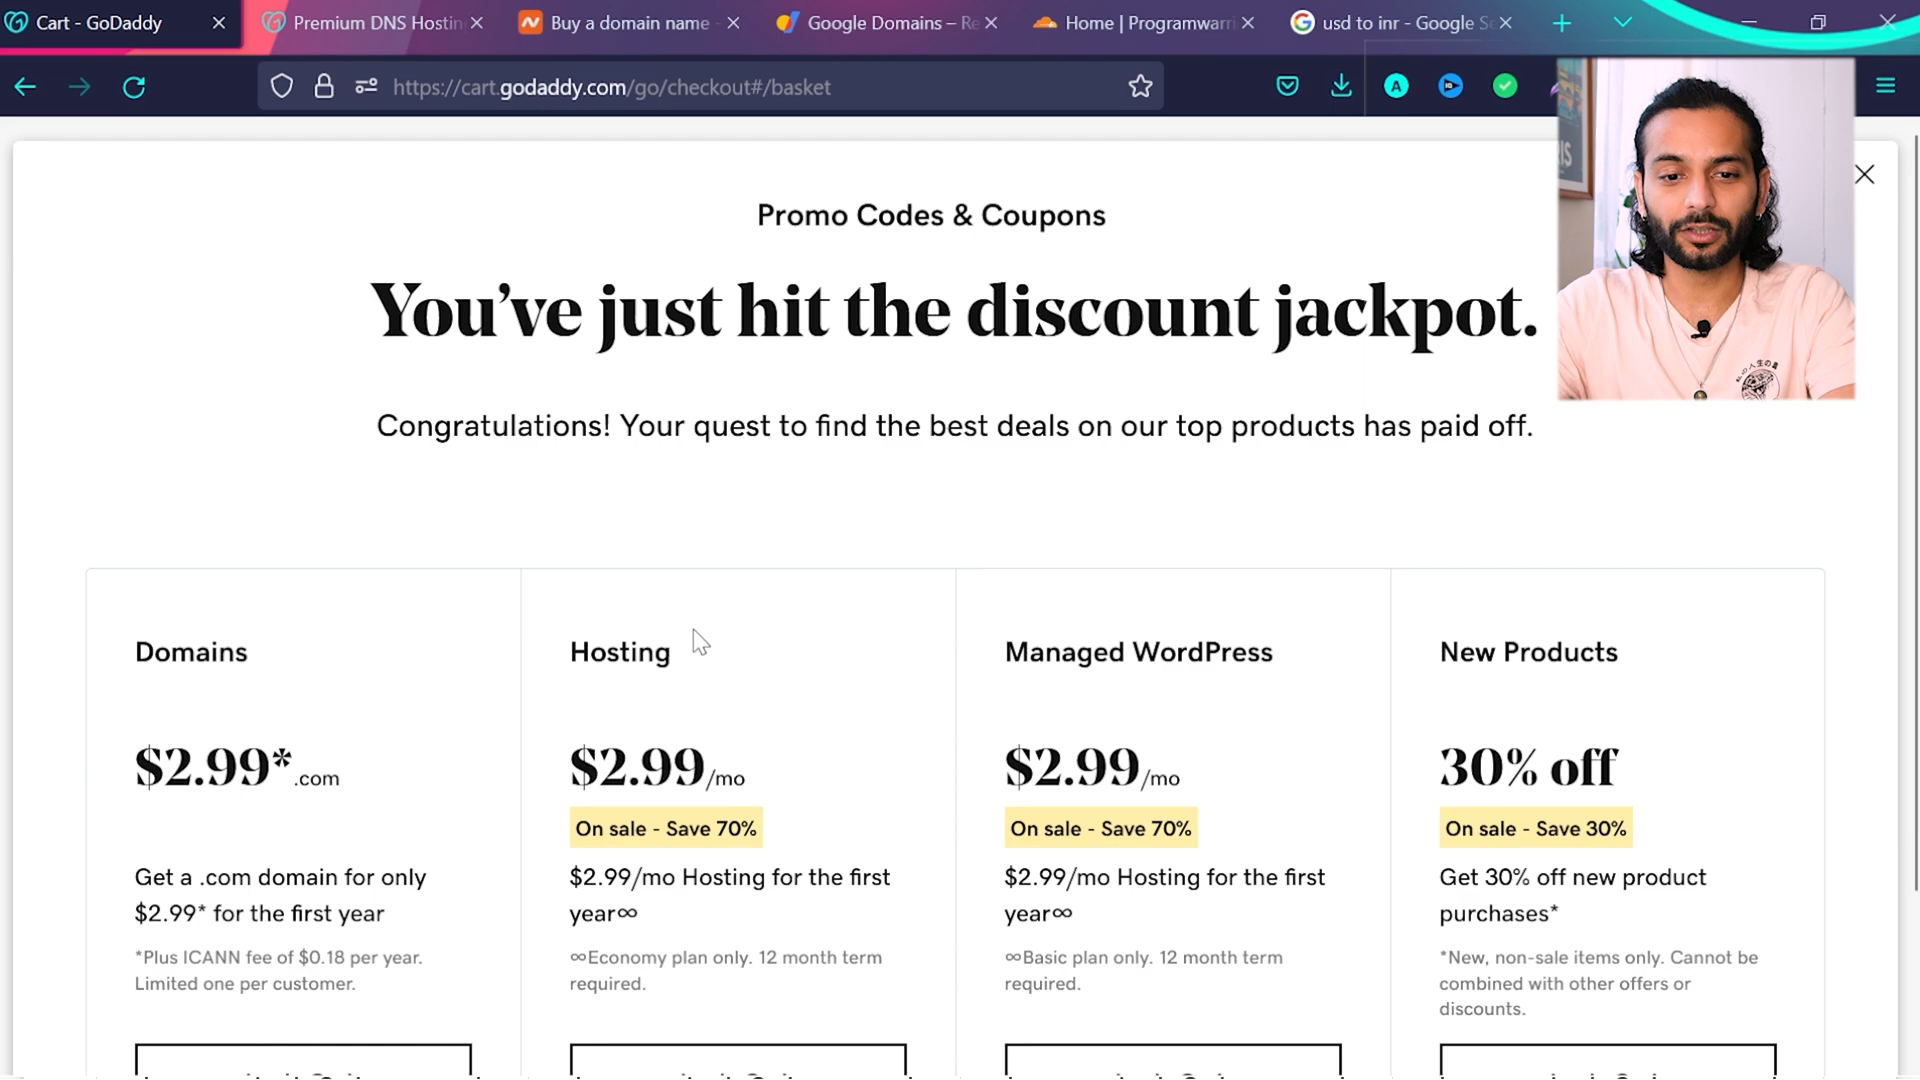 Cart - GoDaddy
Premium DNS Hostin
Buy a domain name -
Google Domains – Re
Home | Programwarri
usd to inr - Google Se
https://cart.godaddy.com/go/checkout#/basket
Promo Codes & Coupons
You’ve just hit the discount jackpot.
Congratulations! Your quest to find the best deals on our top products has paid off.
Domains
$2.99* .com
Get a .com domain for only
$2.99* for the first year
*Plus ICANN fee of $0.18 per year.
Limited one per customer.
Hosting
$2.99/mo
On sale - Save 70%
$2.99/mo Hosting for the first
year∞
∞Economy plan only. 12 month term
required.
Managed WordPress
$2.99/mo
On sale - Save 70%
$2.99/mo Hosting for the first
year∞
∞Basic plan only. 12 month term
required.
New Products
30% off
On sale - Save 30%
Get 30% off new product
purchases*
*New, non-sale items only. Cannot be
combined with other offers or
discounts.